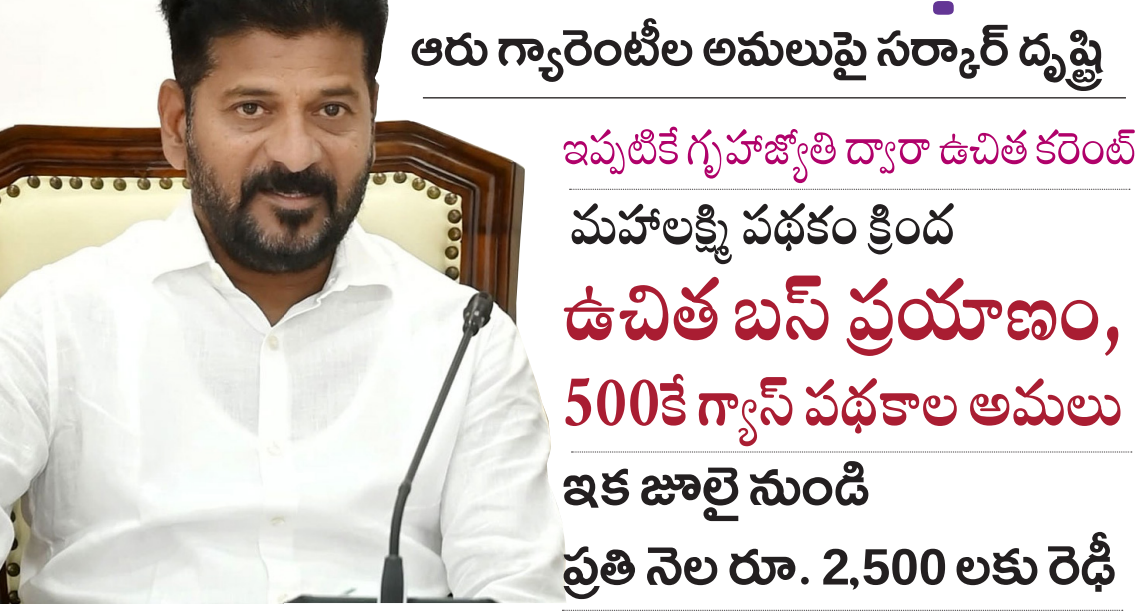 ఆరు గ్యారెంటీల అమలుపై సర్కార్ దృష్టి
ఇప్పటికే గృహాజ్యోతి ద్వారా ఉచిత కరెంట్
మహాలక్ష్మి పథకం క్రింద
ఉచిత బస్ ప్రయాణం,
500కే గ్యాస్ పథకాల అమలు
ఇక జూలై నుండి
ప్రతి నెల రూ. 2,500 లకు రెఢీ